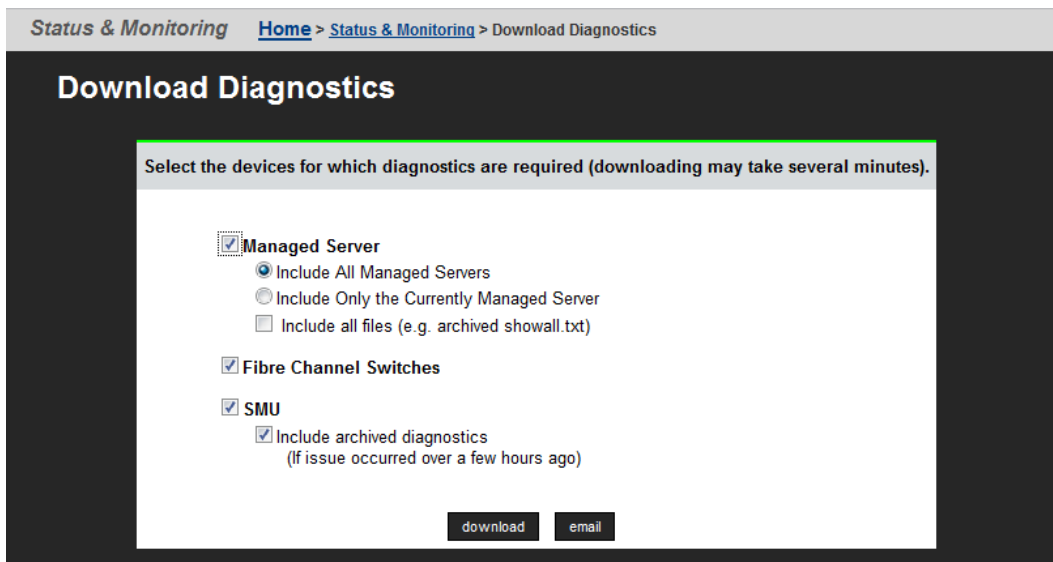 Status & Monitoring Home > Status & Monitoring > Download Diagnostics
Download Diagnostics
Select the devices for which diagnostics are required (downloading may take several minutes).
Managed Server
Include All Managed Servers
Include Only the Currently Managed Server
Include all files (e.g. archived showall.txt)
Fibre Channel Switches
SMU
Include archived diagnostics
(If issue occurred over a few hours ago)
download email